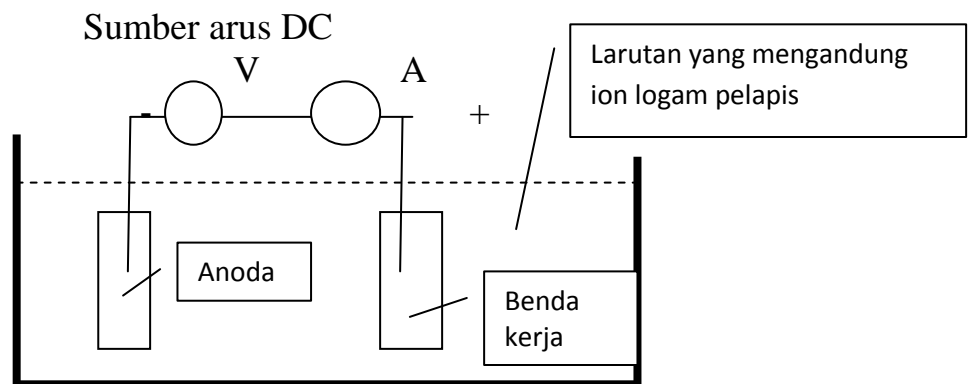 Sumber arus DC
V A
- +
Larutan yang mengandung
ion logam pelapis
Anoda
Benda
kerja